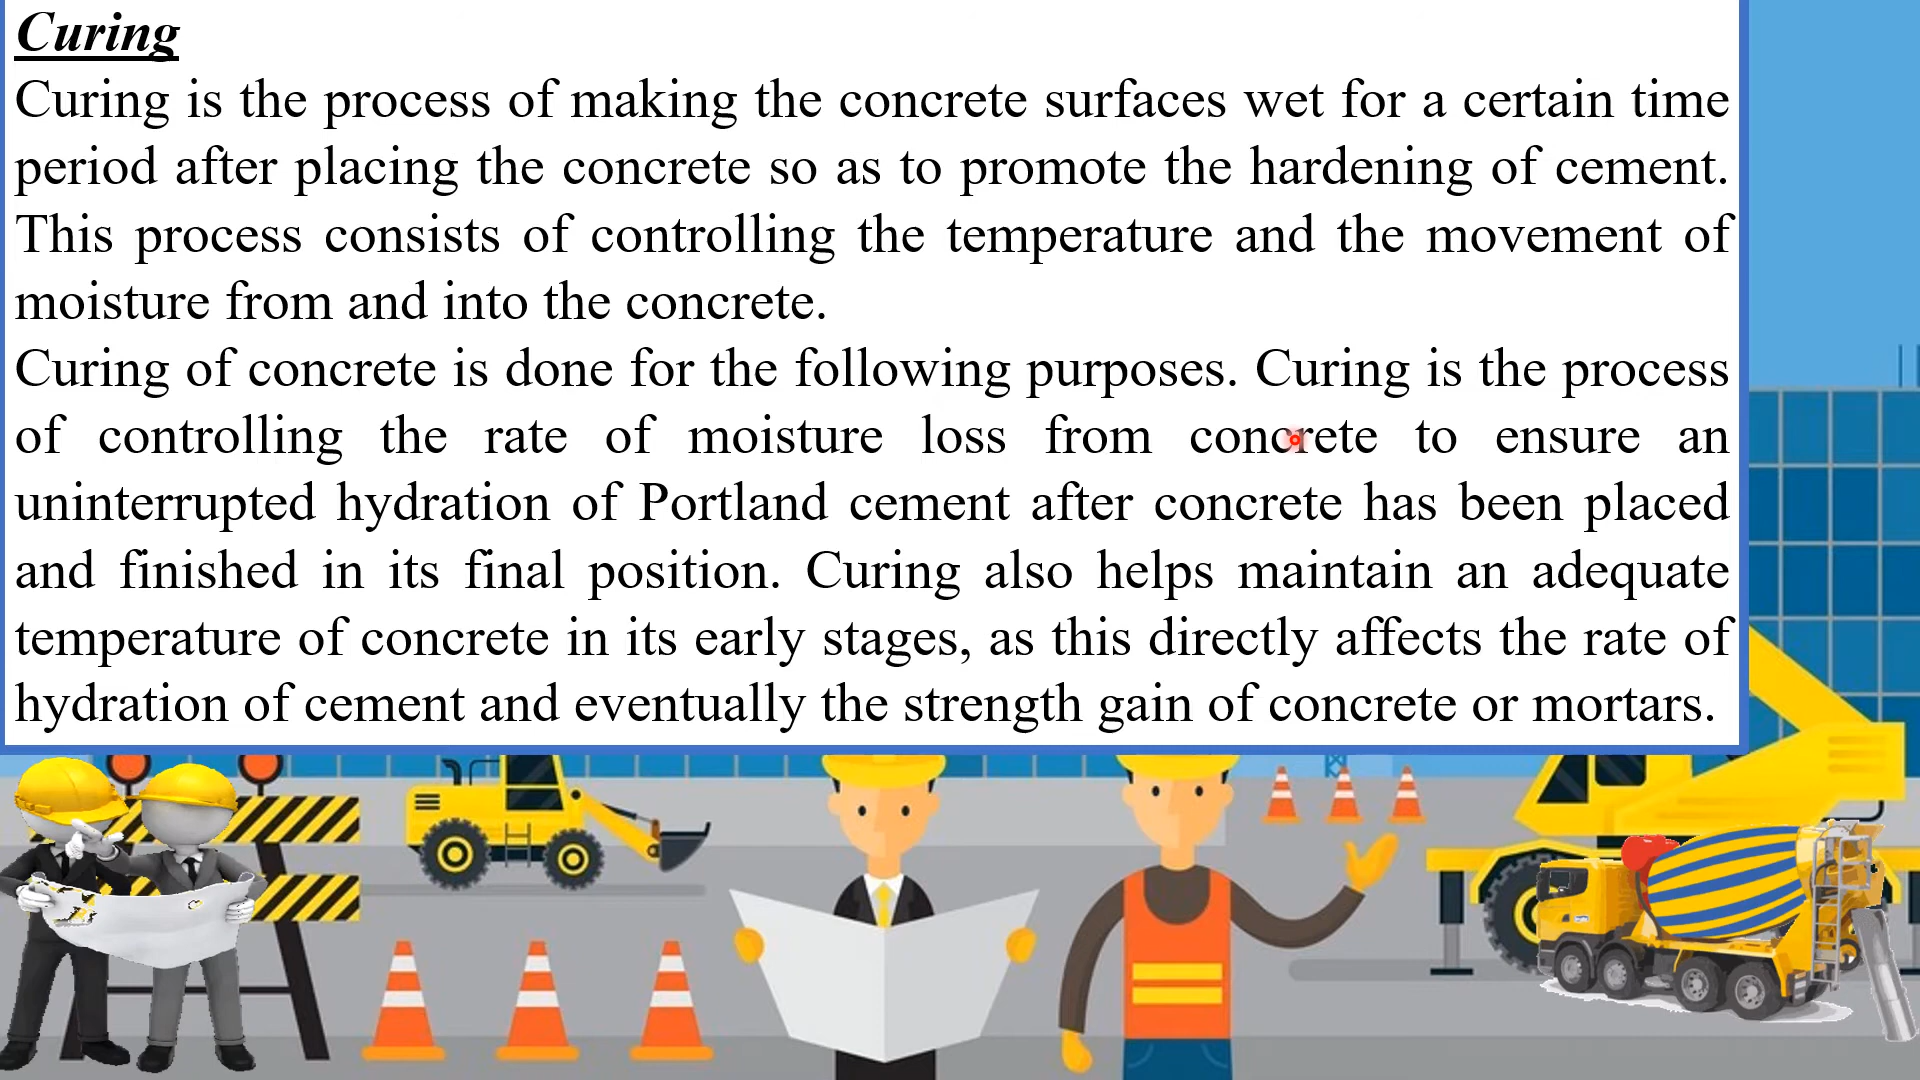 Curing
Curing is the process of making the concrete surfaces wet for a certain time
period after placing the concrete so as to promote the hardening of cement.
This process consists of controlling the temperature and the movement of
moisture from and into the concrete.
Curing of concrete is done for the following purposes. Curing is the process
of controlling the rate of moisture loss from concrete to ensure an
uninterrupted hydration of Portland cement after concrete has been placed
and finished in its final position. Curing also helps maintain an adequate
temperature of concrete in its early stages, as this directly affects the rate of
hydration of cement and eventually the strength gain of concrete or mortars.